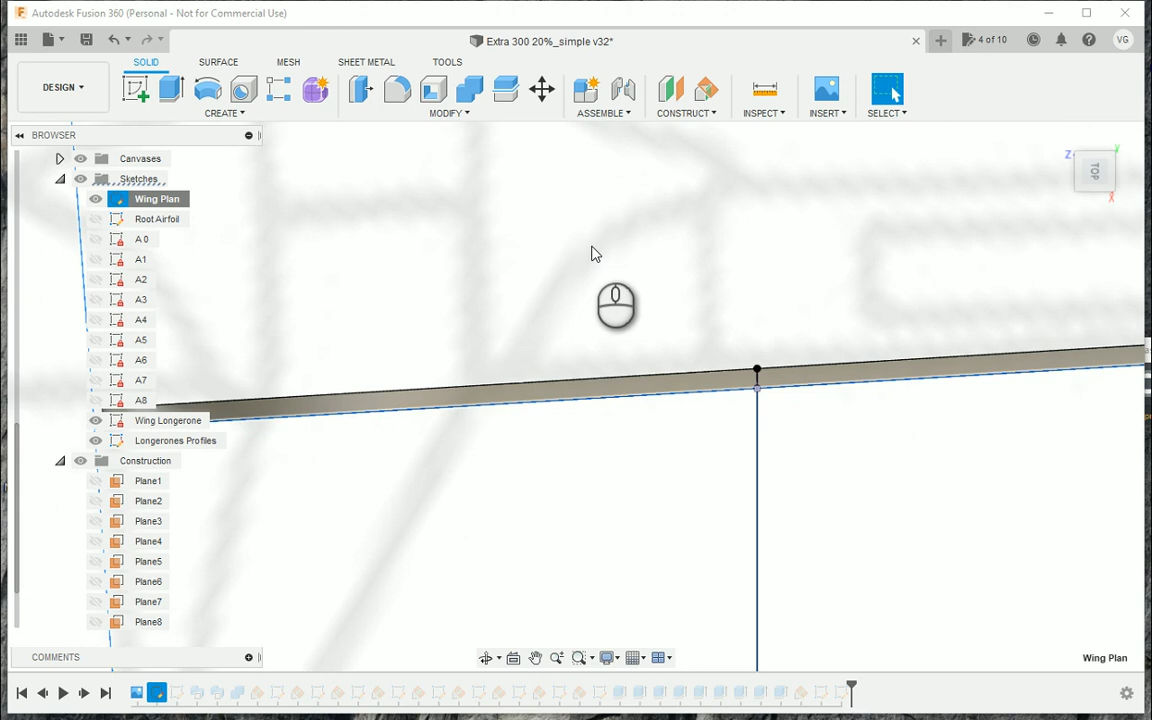 Autodesk Fusion 360 (Personal - Not for Commercial Use)
Extra 300 20%_simple v32*
4 of 10
VG
DESIGN
SOLID
SURFACE
MESH
SHEET METAL
TOOLS
CREATE
MODIFY
ASSEMBLE
CONSTRUCT
INSPECT
INSERT
SELECT
BROWSER
Canvases
Sketches
Wing Plan
Root Airfoil
A 0
A1
A2
A3
A4
A5
A6
A7
A8
Wing Longerone
Longerones Profiles
Construction
Plane1
Plane2
Plane3
Plane4
Plane5
Plane6
Plane7
Plane8
Z
Y
TOP
X
COMMENTS
Wing Plan